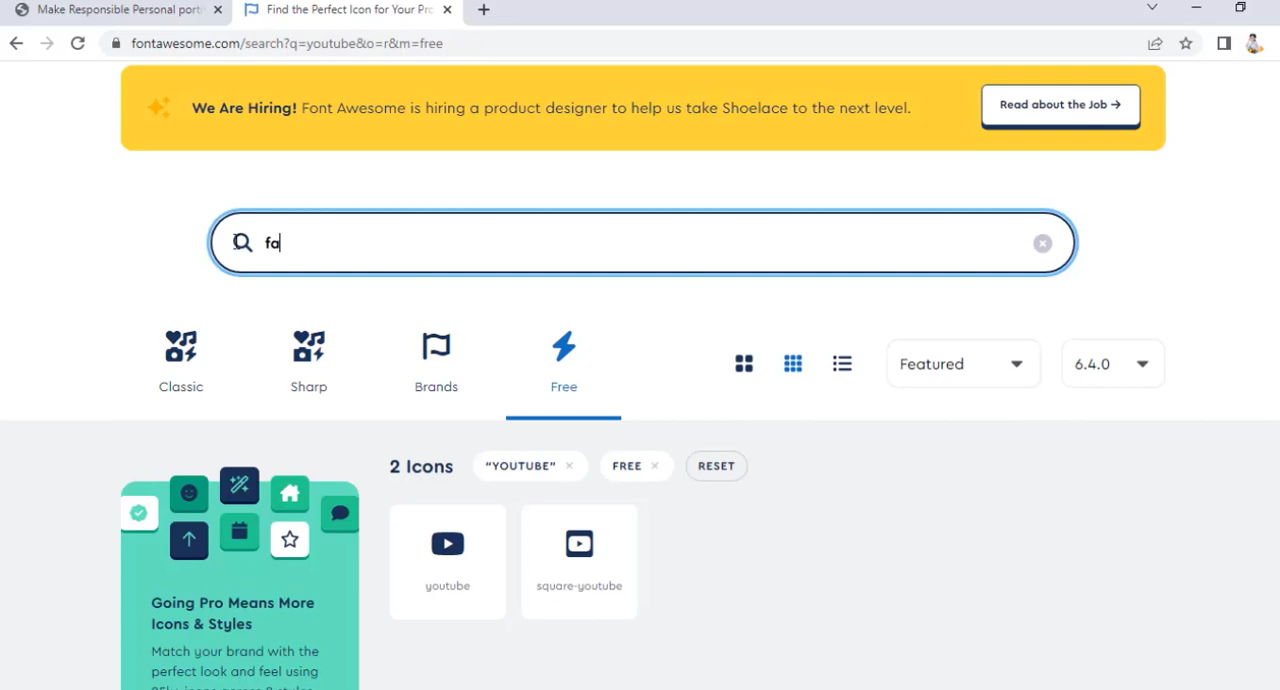 Make Responsible Personal port
Find the Perfect Icon for Your Pr
fontawesome.com/search?q=youtube&o=r&m=free
We Are Hiring! Font Awesome is hiring a product designer to help us take Shoelace to the next level.
Read about the Job →
fa
Classic
Sharp
Brands
Free
Featured
6.4.0
2 Icons
"YOUTUBE" ×
FREE ×
RESET
youtube
square-youtube
Going Pro Means More
Icons & Styles
Match your brand with the
perfect look and feel using